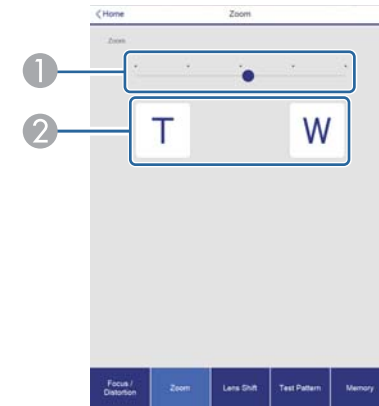 Home Zoom
Zoom
1
2
T W
Focus / Distortion Zoom Lens Shift Test Pattern Memory